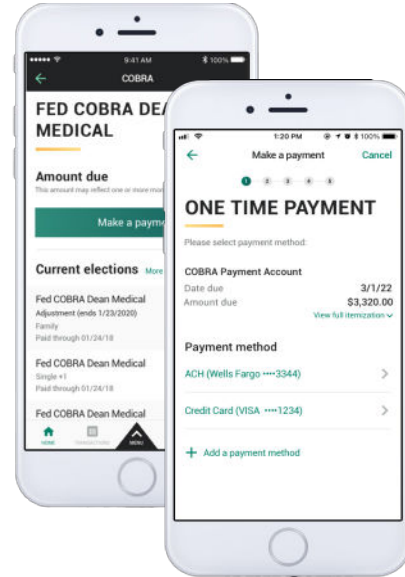 9:41 AM
100%
COBRA
FED COBRA DEA
MEDICAL
Amount due
This amount may reflect one or more
Make a payme
Current elections More
Fed COBRA Dean Medical
Adjustment (ends 1/23/2020)
Family
Paid through 01/24/18
Fed COBRA Dean Medical
Single +1
Paid through 01/24/18
Fed COBRA Dean Medical
HOME
TRANSACTIONS
MENU
1:20 PM
100%
Make a payment
Cancel
1 2 3 4 5
ONE TIME PAYMENT
Please select payment method:
COBRA Payment Account
Date due 3/1/22
Amount due $3,320.00
View full itemization
Payment method
ACH (Wells Fargo ••••3344)
Credit Card (VISA ••••1234)
+ Add a payment method